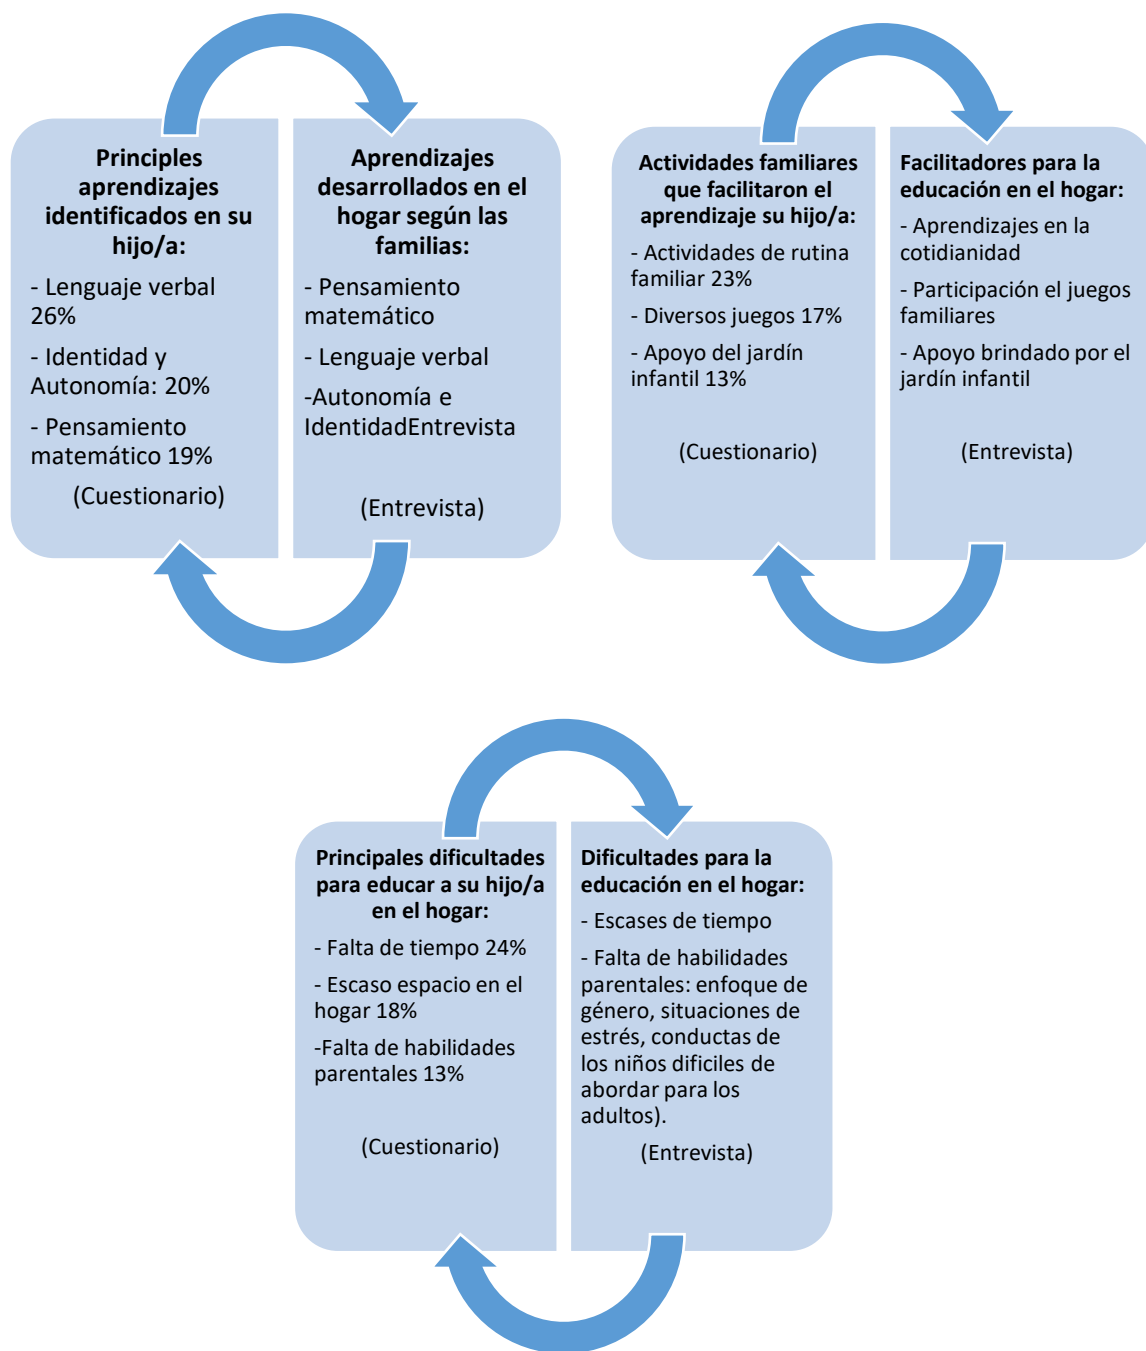 Principles
aprendizajes
identificados en su
hijo/a:
- Lenguaje verbal
26%
- Identidad y
Autonomía: 20%
- Pensamiento
matemático 19%
(Cuestionario)
Aprendizajes
desarrollados en el
hogar según las
familias:
- Pensamiento
matemático
- Lenguaje verbal
-Autonomía e
IdentidadEntrevista
(Entrevista)
Actividades familiares
que facilitaron el
aprendizaje su hijo/a:
- Actividades de rutina
familiar 23%
- Diversos juegos 17%
- Apoyo del jardín
infantil 13%
(Cuestionario)
Facilitadores para la
educación en el hogar:
- Aprendizajes en la
cotidianidad
- Participación el juegos
familiares
- Apoyo brindado por el
jardín infantil
(Entrevista)
Principales dificultades
para educar a su hijo/a
en el hogar:
- Falta de tiempo 24%
- Escaso espacio en el
hogar 18%
-Falta de habilidades
parentales 13%
(Cuestionario)
Dificultades para la
educación en el hogar:
- Escases de tiempo
- Falta de habilidades
parentales: enfoque de
género, situaciones de
estrés, conductas de
los niños dificiles de
abordar para los
adultos).
(Entrevista)